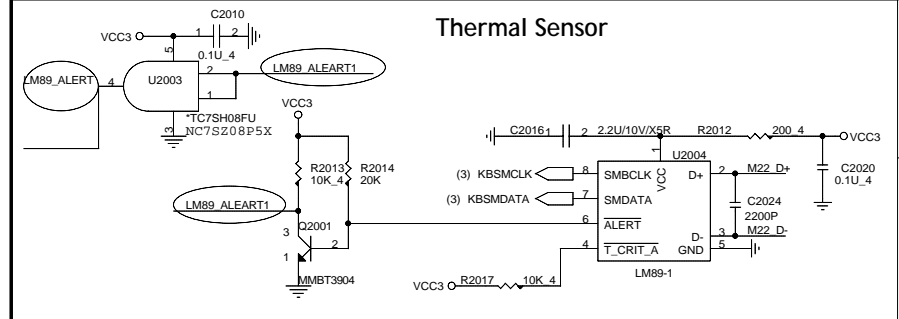 Thermal Sensor
C2010
VCC3
1
2
0.1U_4
5
LM89_ALERT
4
U2003
2
LM89_ALEART1
1
*TC7SH08FU
NC7SZ08P5X
3
VCC3
C2016
1
2
2.2U/10V/X5R
R2012
200_4
VCC3
1
U2004
R2013
10K_4
R2014
20K
(3) KBSMCLK
8
SMBCLK
VCC
D+
2
M22_D+
C2020
0.1U_4
(3) KBSMDATA
7
SMDATA
C2024
2200P
LM89_ALEART1
6
ALERT
D-
3
M22_D-
Q2001
3
2
4
T_CRIT_A
GND
5
1
MMBT3904
LM89-1
VCC3
R2017
10K_4